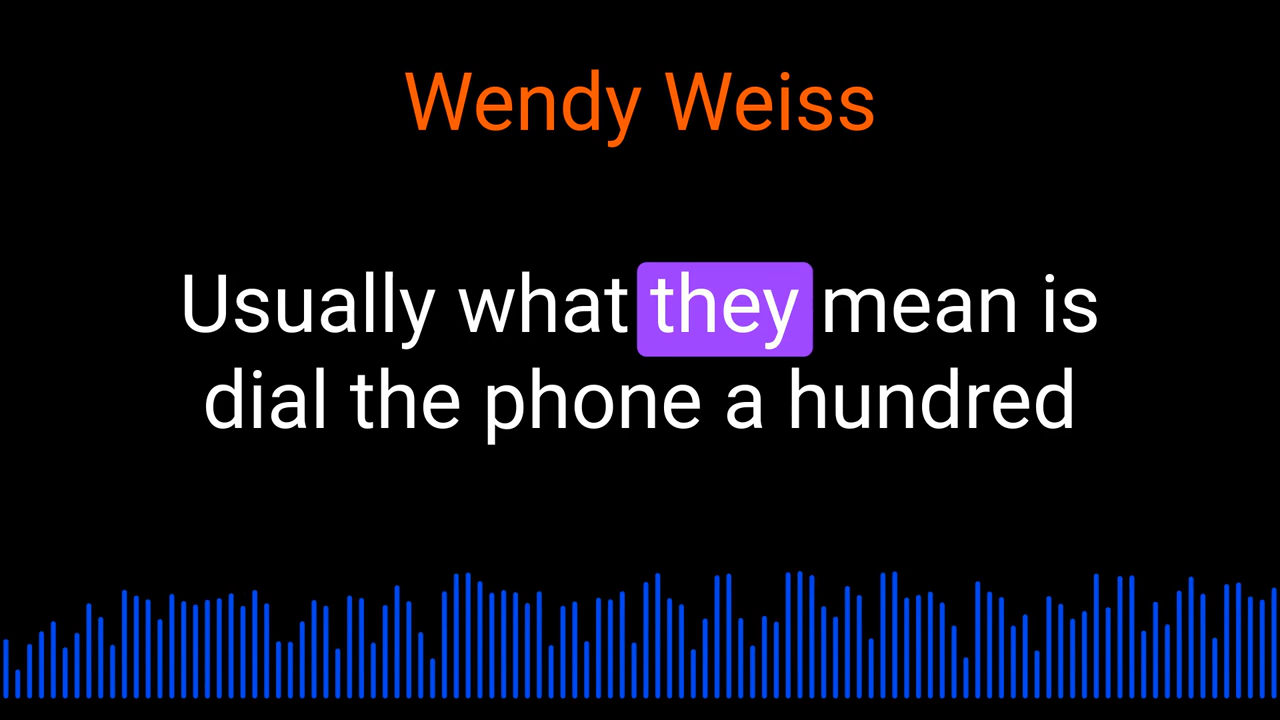 Wendy Weiss
Usually what they mean is
dial the phone a hundred